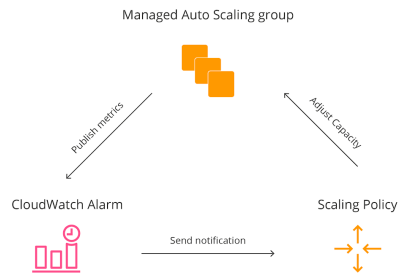 Managed Auto Scaling group
Publish metrics
Adjust Capacity
CloudWatch Alarm
Scaling Policy
Send notification